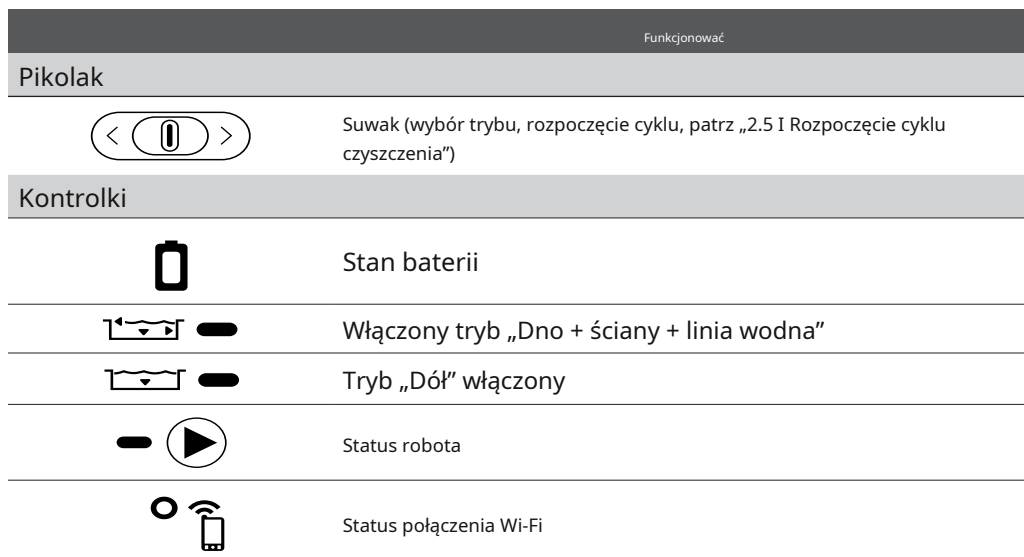 Funkcjonować
Pikolak
Suwak (wybór trybu, rozpoczęcie cyklu, patrz „2.5 I Rozpoczęcie cyklu
czyszczenia”)
Kontrolki
Stan baterii
Włączony tryb „Dno + ściany + linia wodna”
Tryb „Dół” włączony
Status robota
Status połączenia Wi-Fi